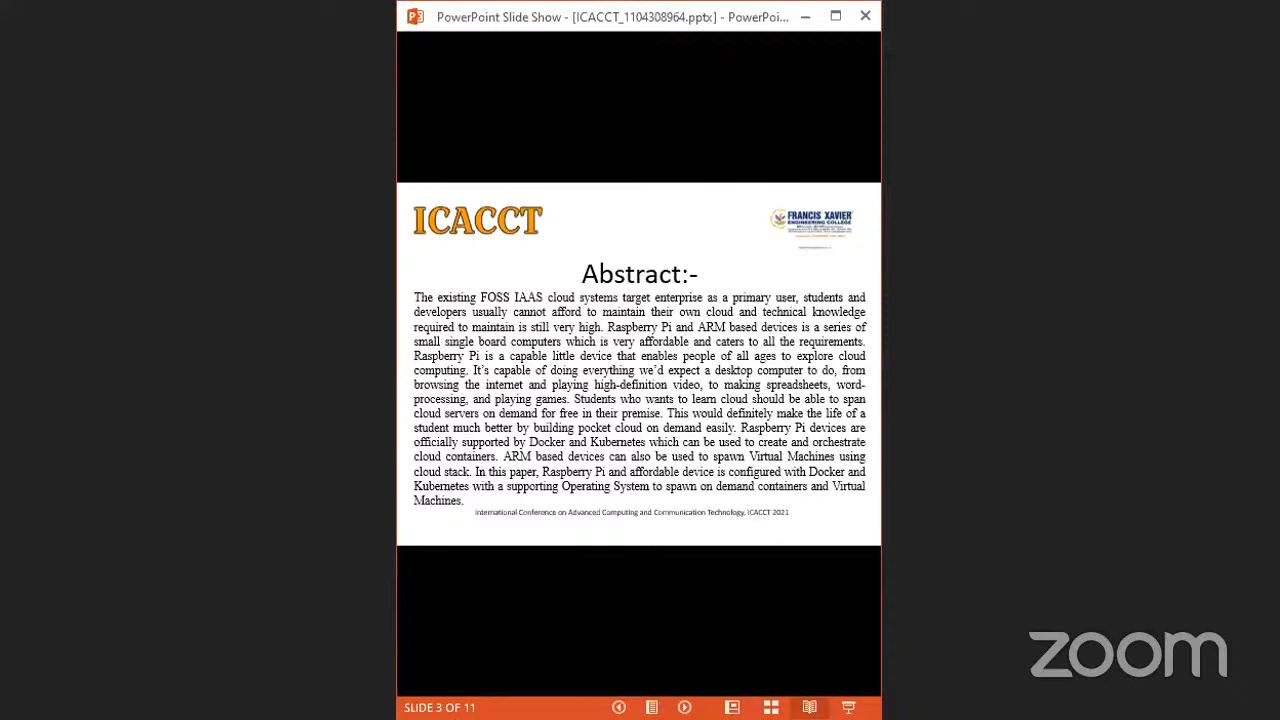 PowerPoint Slide Show - [ICACCT_1104308964.pptx] - PowerPoi...
ICACCT
FRANCIS XAVIER
ENGINEERING COLLEGE
Abstract:-
The existing FOSS IAAS cloud systems target enterprise as a primary user, students and
developers usually cannot afford to maintain their own cloud and technical knowledge
required to maintain is still very high. Raspberry Pi and ARM based devices is a series of
small single board computers which is very affordable and caters to all the requirements.
Raspberry Pi is a capable little device that enables people of all ages to explore cloud
computing. It’s capable of doing everything we’d expect a desktop computer to do, from
browsing the internet and playing high-definition video, to making spreadsheets, word-
processing, and playing games. Students who wants to learn cloud should be able to span
cloud servers on demand for free in their premise. This would definitely make the life of a
student much better by building pocket cloud on demand easily. Raspberry Pi devices are
officially supported by Docker and Kubernetes which can be used to create and orchestrate
cloud containers. ARM based devices can also be used to spawn Virtual Machines using
cloud stack. In this paper, Raspberry Pi and affordable device is configured with Docker and
Kubernetes with a supporting Operating System to spawn on demand containers and Virtual
Machines.
International Conference on Advanced Computing and Communication Technology, ICACCT 2021
zoom
SLIDE 3 OF 11